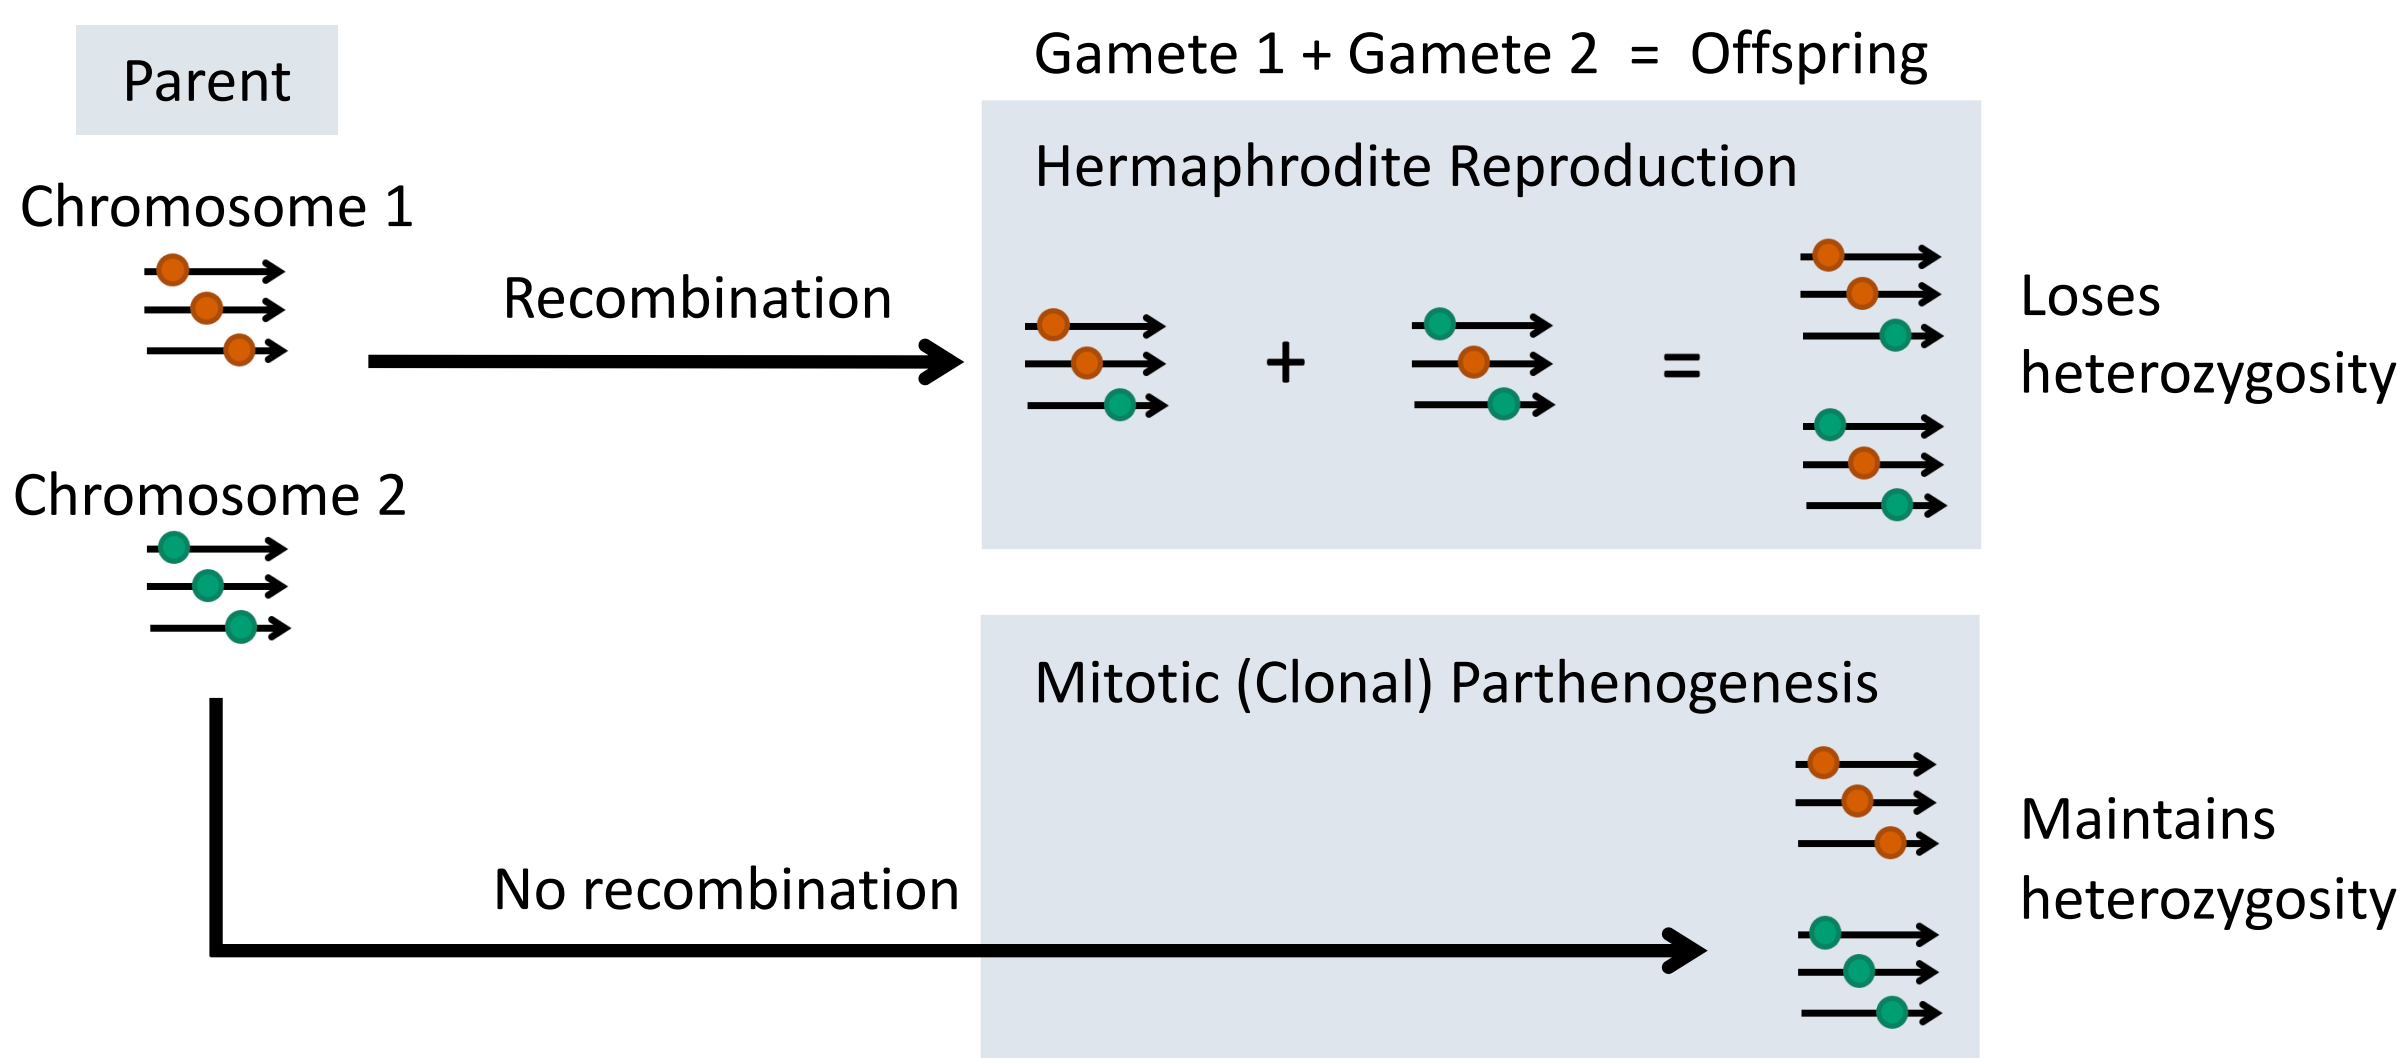 Parent
Gamete 1 + Gamete 2 = Offspring
Hermaphrodite Reproduction
Chromosome 1
Recombination
+
=
Loses
heterozygosity
Chromosome 2
Mitotic (Clonal) Parthenogenesis
No recombination
Maintains
heterozygosity